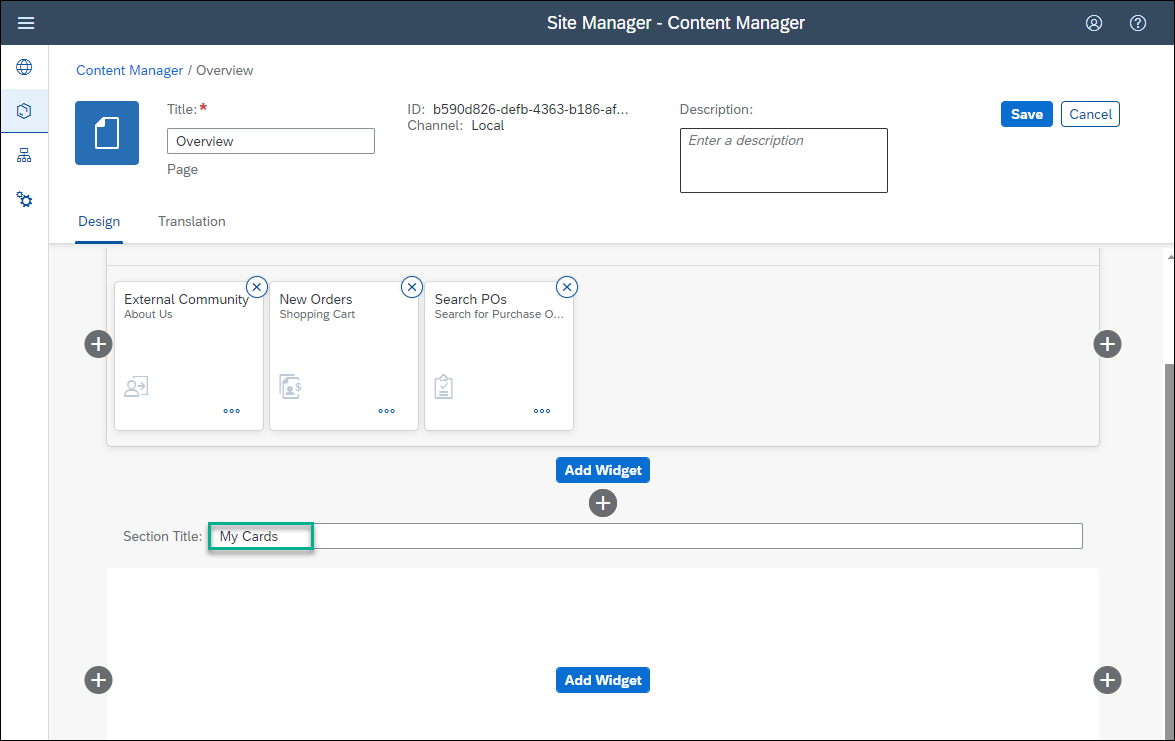 Site Manager - Content Manager
Content Manager / Overview
Title: *
Overview
Page
ID: b590d826-defb-4363-b186-af...
Channel: Local
Description:
Enter a description
Save
Cancel
Design
Translation
External Community
About Us
New Orders
Shopping Cart
Search POs
Search for Purchase O...
Add Widget
Section Title: My Cards
Add Widget